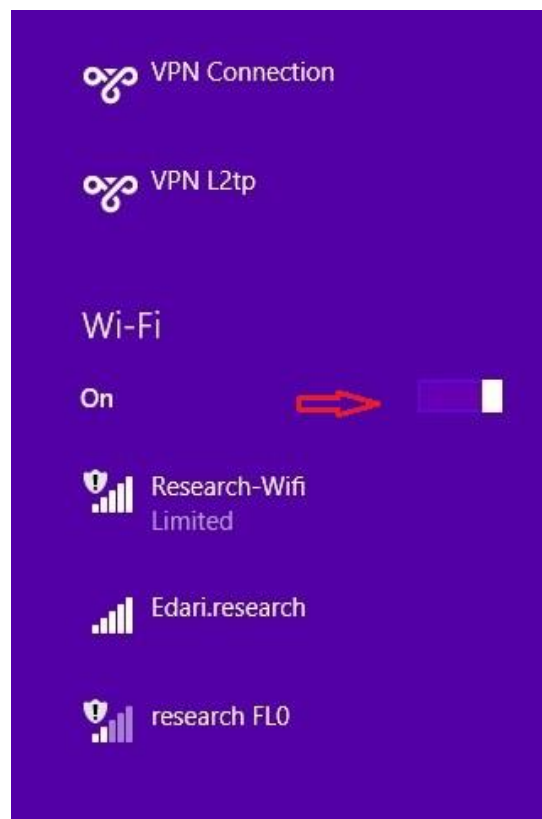 VPN Connection
VPN L2tp
Wi-Fi
On
Research-Wifi
Limited
Edari.research
research FL0